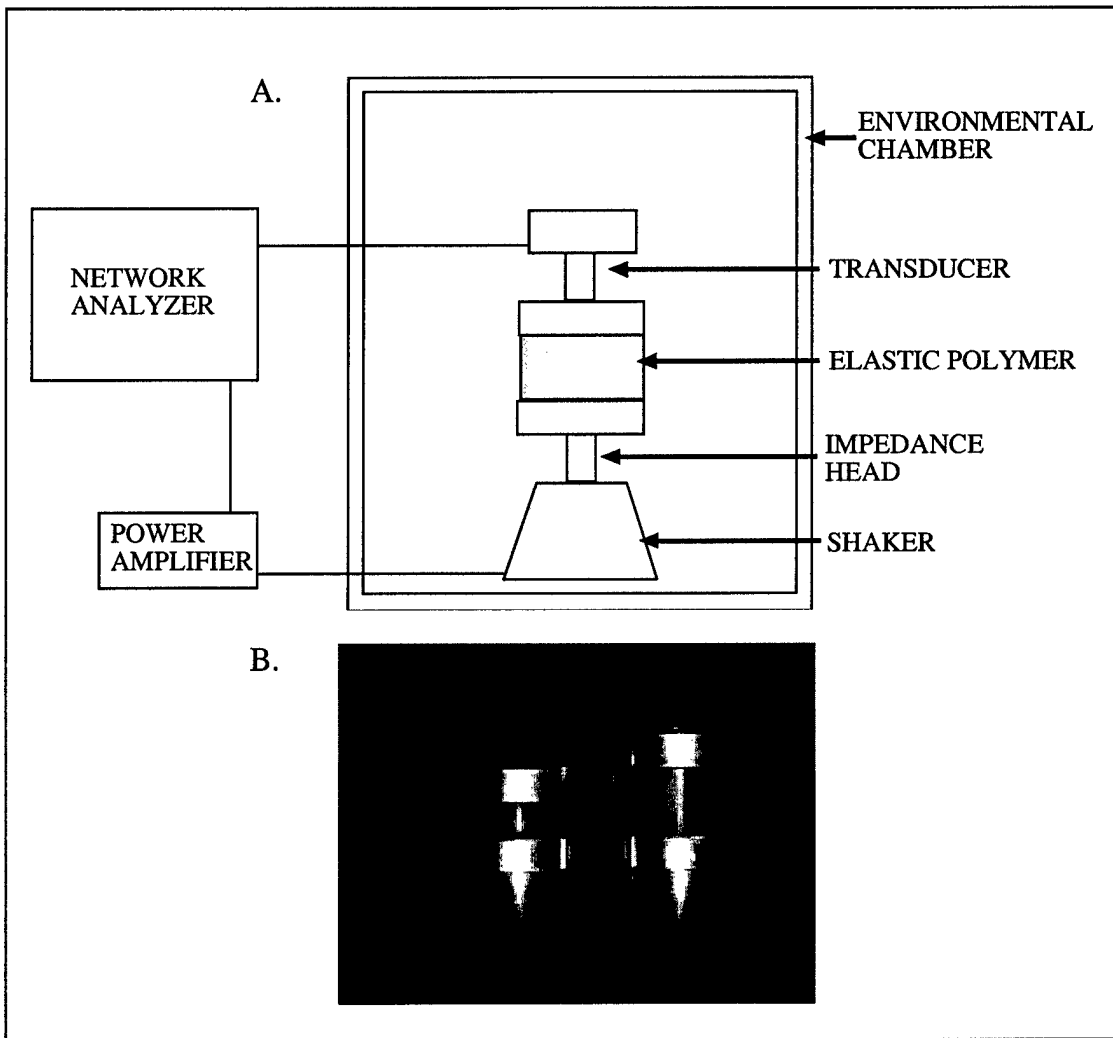 A.
ENVIRONMENTAL
CHAMBER
NETWORK
ANALYZER
TRANSDUCER
ELASTIC POLYMER
IMPEDANCE
HEAD
POWER
AMPLIFIER
SHAKER
B.